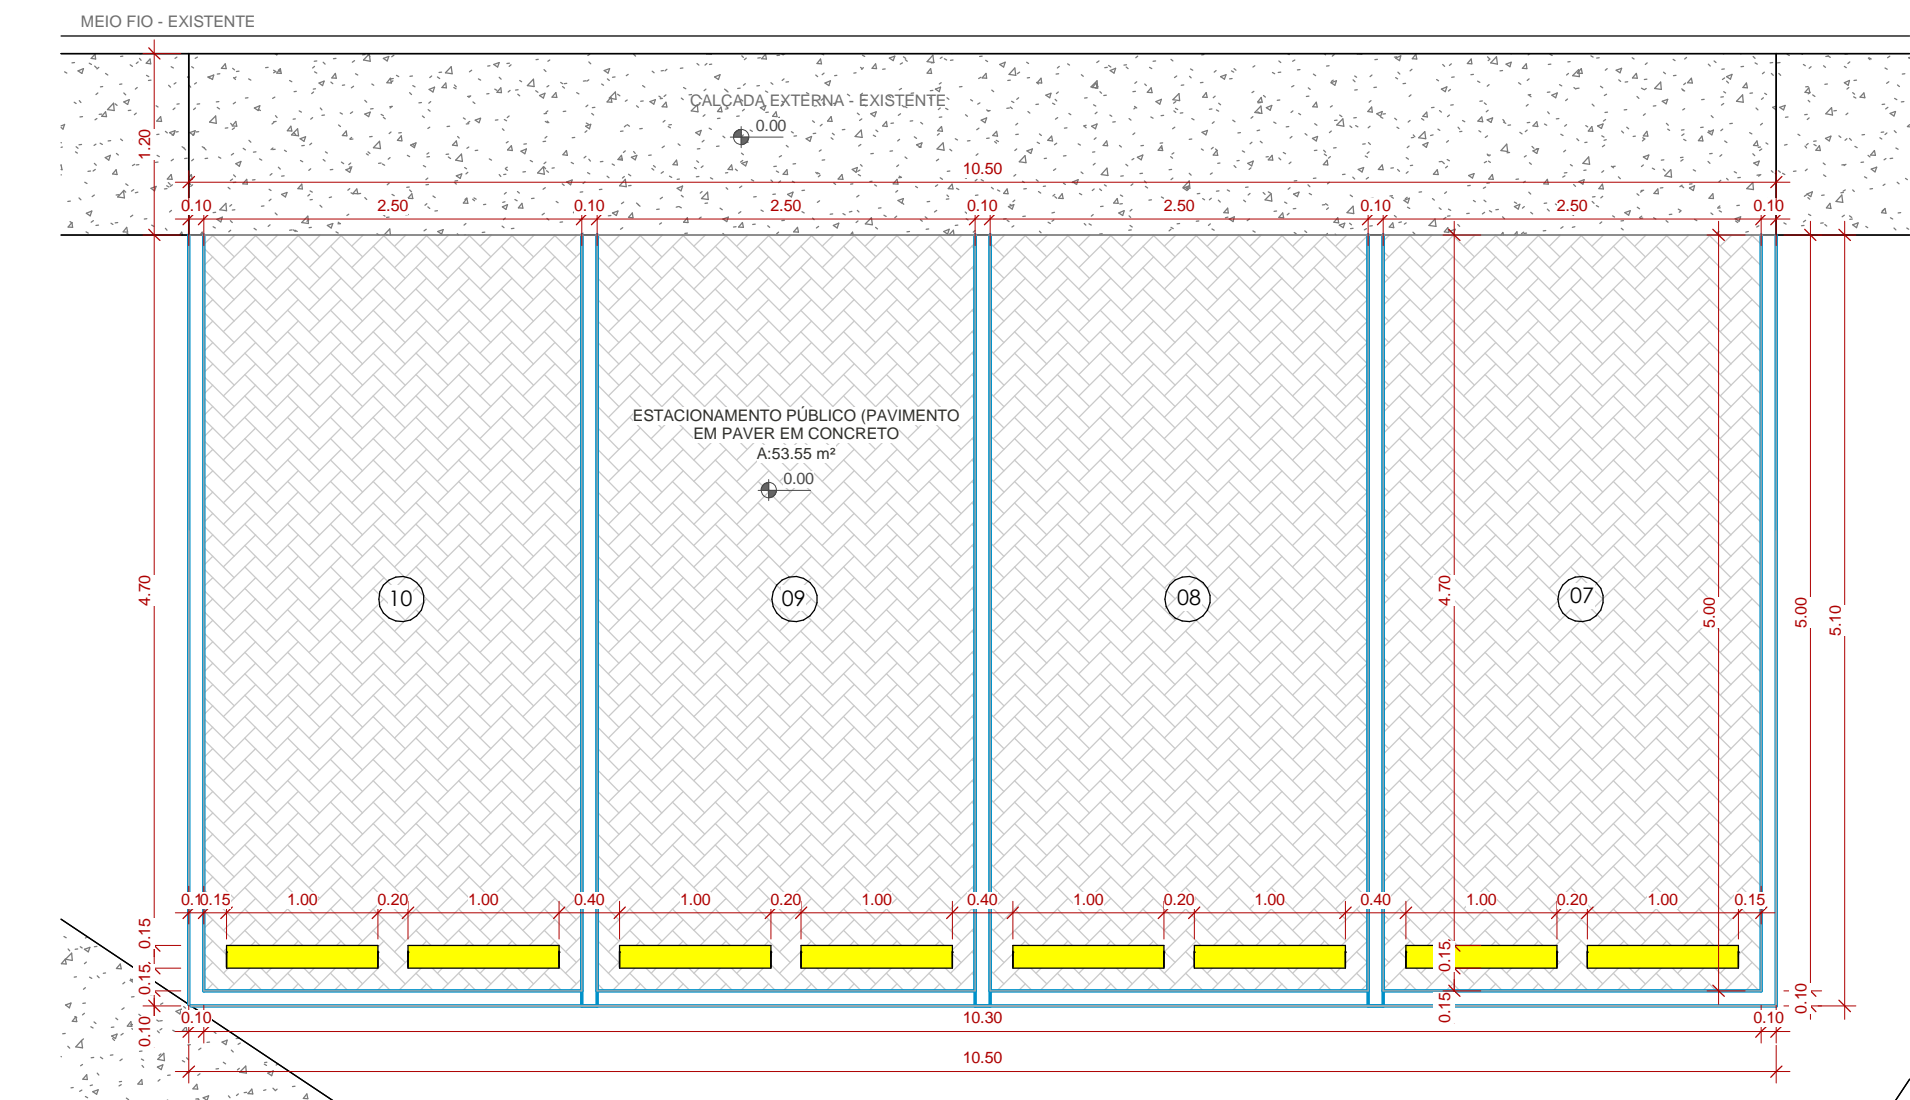 MEIO FIO - EXISTENTE
CALÇADA EXTERNA - EXISTENTE
0.00
1.20
10.50
0.10 2.50 0.10 2.50 0.10 2.50 0.10 2.50 0.10
ESTACIONAMENTO PÚBLICO (PAVIMENTO
EM PAVER EM CONCRETO
A:53.55 m²
0.00
4.70
10
09
08
07
4.70
5.00
5.00
5.10
0.10 0.15 1.00 0.20 1.00 0.40 1.00 0.20 1.00 0.40 1.00 0.20 1.00 0.40 1.00 0.20 1.00 0.15
0.15
0.15
0.10
0.15
0.15
0.10
0.10 10.30 0.10
10.50